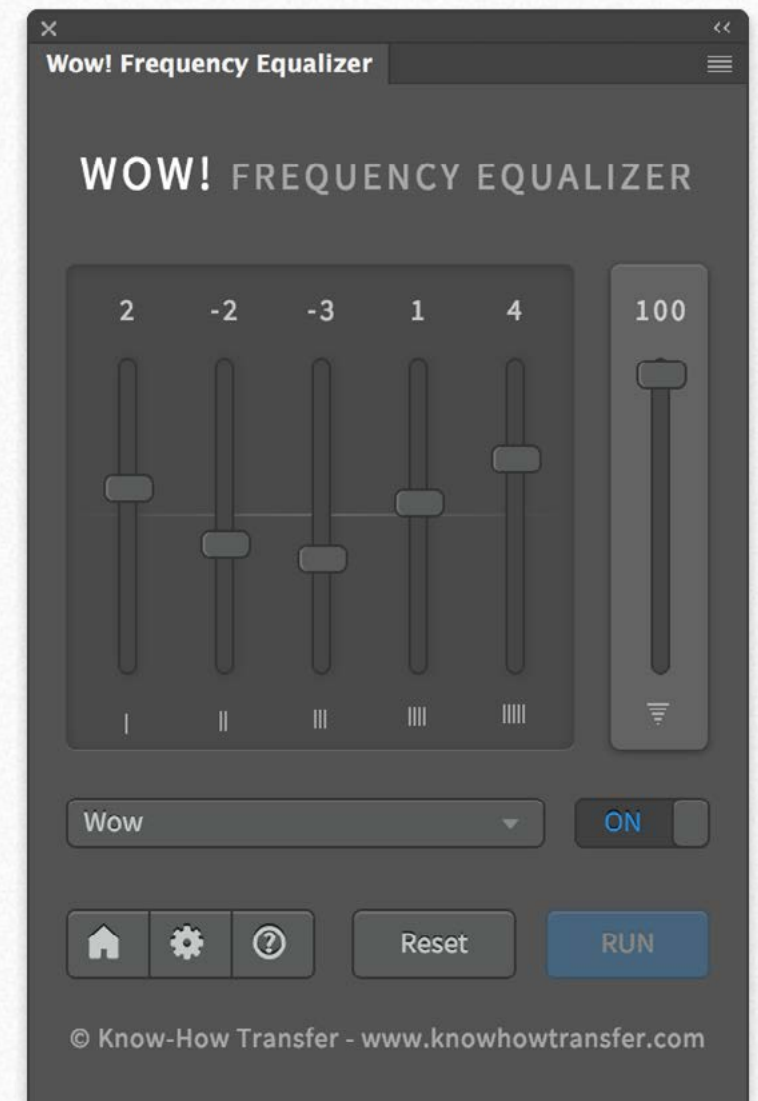 Wow! Frequency Equalizer
WOW! FREQUENCY EQUALIZER
2 -2 -3 1 4 100
Wow ON
Reset RUN
© Know-How Transfer - www.knowhowtransfer.com